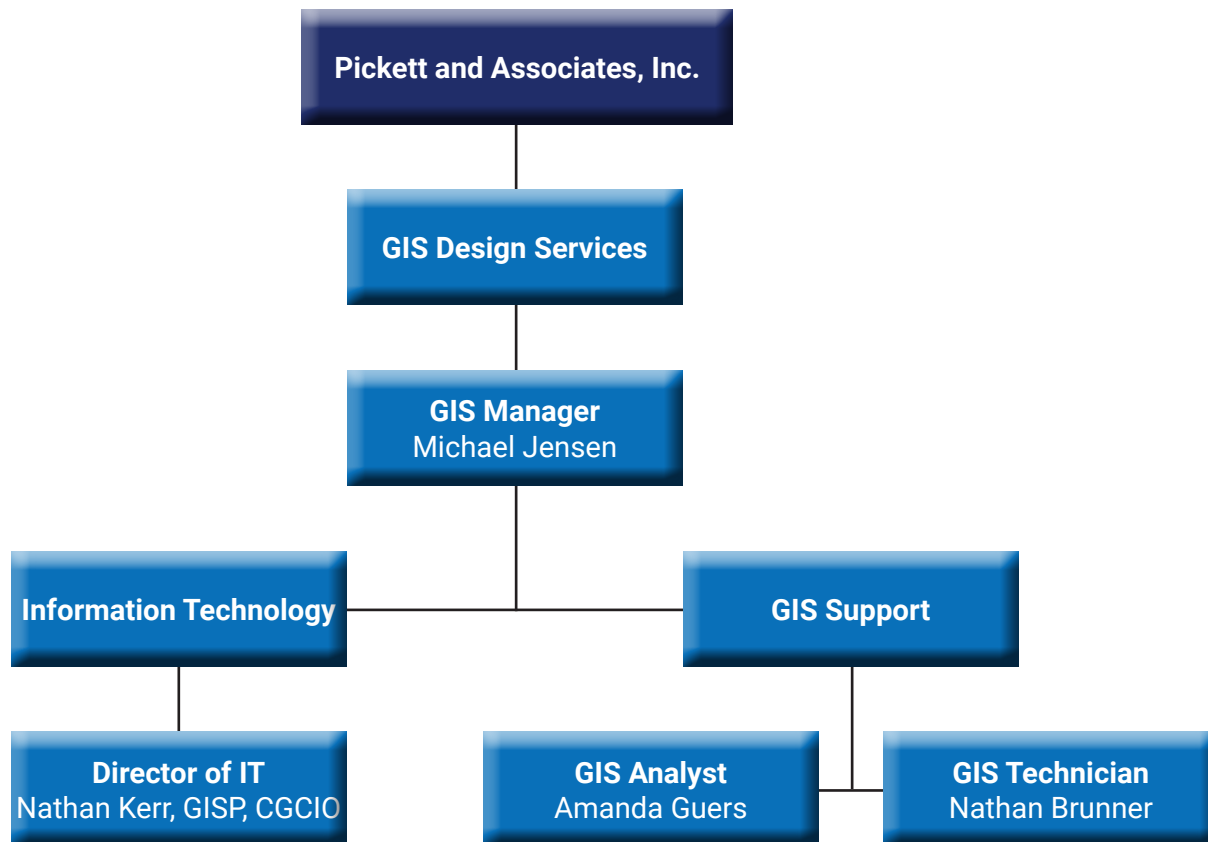 Pickett and Associates, Inc.
GIS Design Services
GIS Manager
Michael Jensen
Information Technology
GIS Support
Director of IT
Nathan Kerr, GISP, CGCIO
GIS Analyst
Amanda Guers
GIS Technician
Nathan Brunner